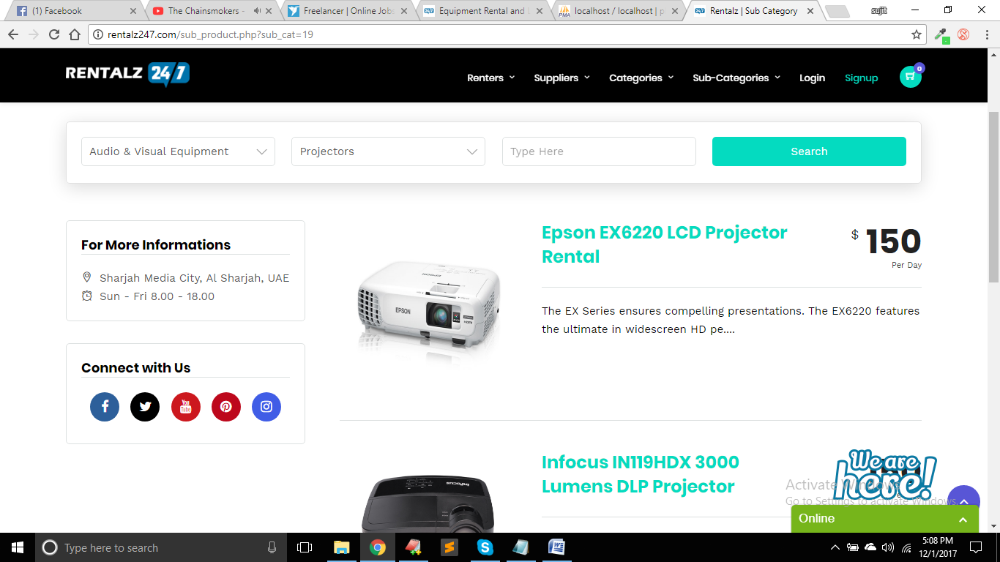 (1) Facebook
The Chainsmokers -
Freelancer | Online Jobs
Equipment Rental and
localhost / localhost | p
Rentalz | Sub Category
sujit
rentalz247.com/sub_product.php?sub_cat=19
RENTALZ 24/7
Renters
Suppliers
Categories
Sub-Categories
Login
Signup
0
Audio & Visual Equipment
Projectors
Type Here
Search
For More Informations
Sharjah Media City, Al Sharjah, UAE
Sun - Fri 8.00 - 18.00
Connect with Us
You
Tube
EPSON
HDMI
Epson EX6220 LCD Projector
Rental
$ 150
Per Day
The EX Series ensures compelling presentations. The EX6220 features
the ultimate in widescreen HD pe....
InFocus
Infocus IN119HDX 3000
Lumens DLP Projector
We are
here!
Activate Windows
Go to Settings to activate Windows.
Online
Type here to search
5:08 PM
12/1/2017